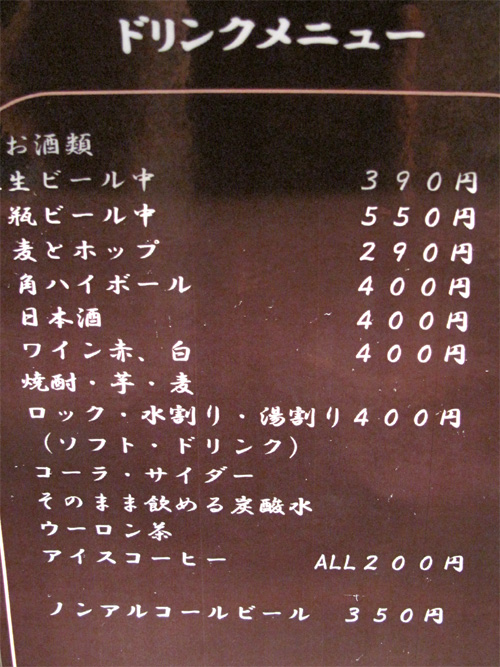 ドリンクメニュー
お酒類
生ビール中 390円
瓶ビール中 550円
麦とホップ 290円
角ハイボール 400円
日本酒 400円
ワイン赤、白 400円
焼酎・芋・麦
ロック・水割り・湯割り400円
（ソフト・ドリンク）
コーラ・サイダー
そのまま飲める炭酸水
ウーロン茶
アイスコーヒー ALL200円
ノンアルコールビール 350円